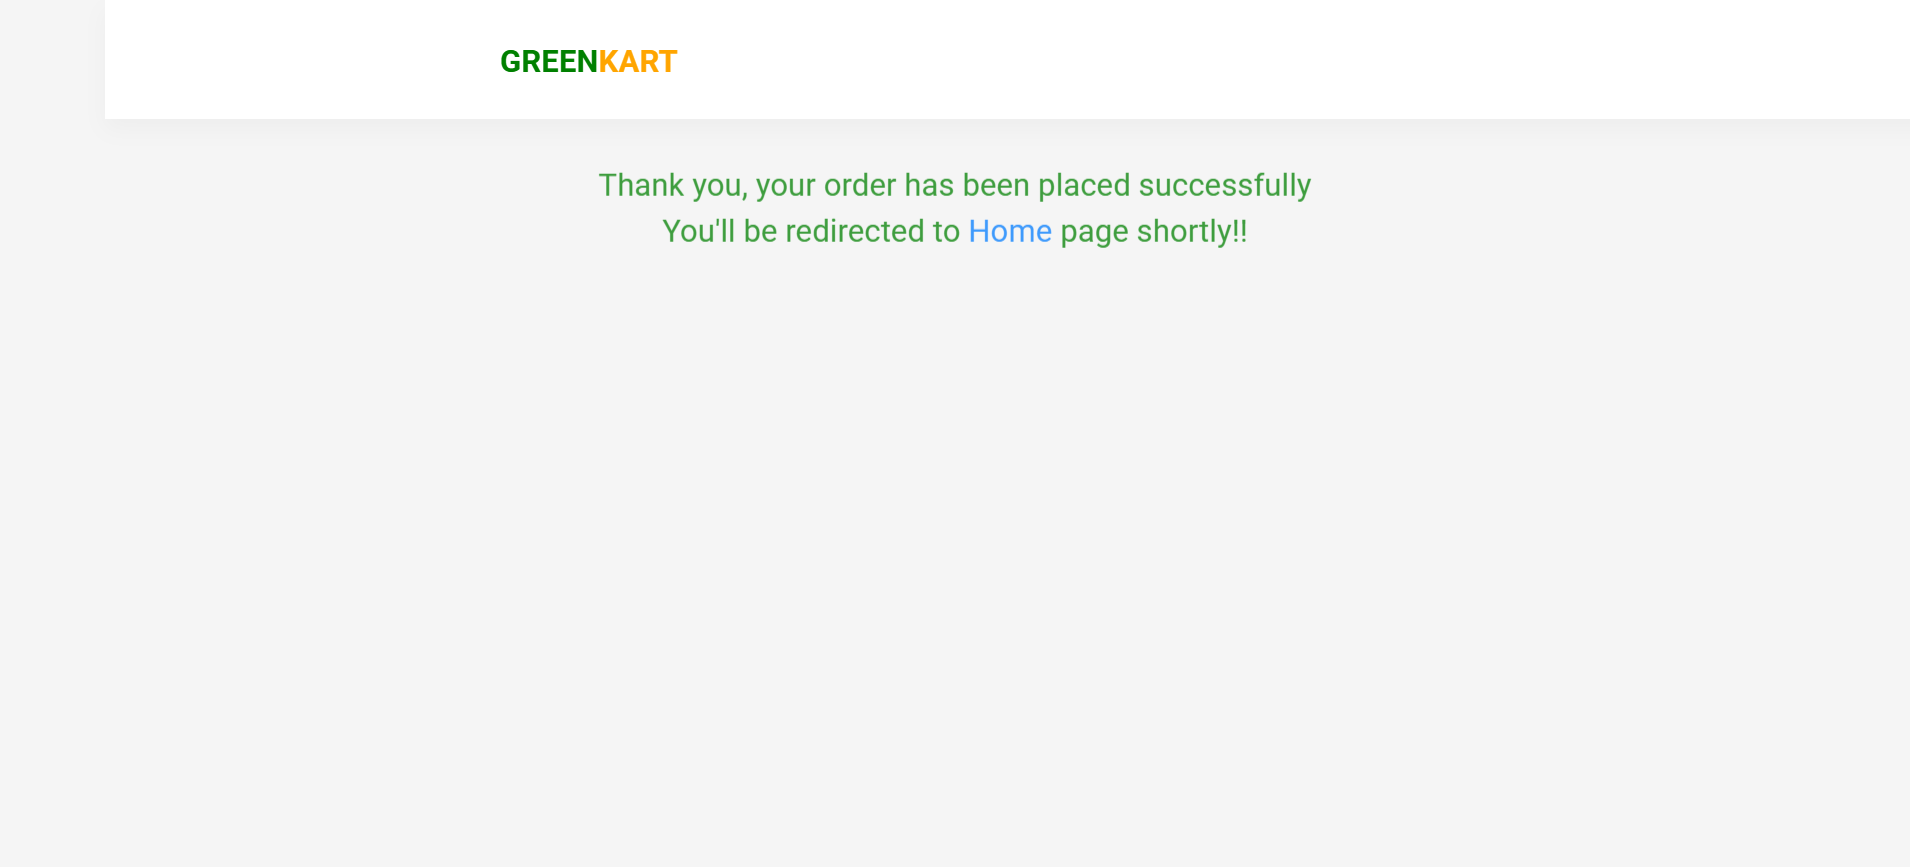 GREENKART
Thank you, your order has been placed successfully
You'll be redirected to Home page shortly!!